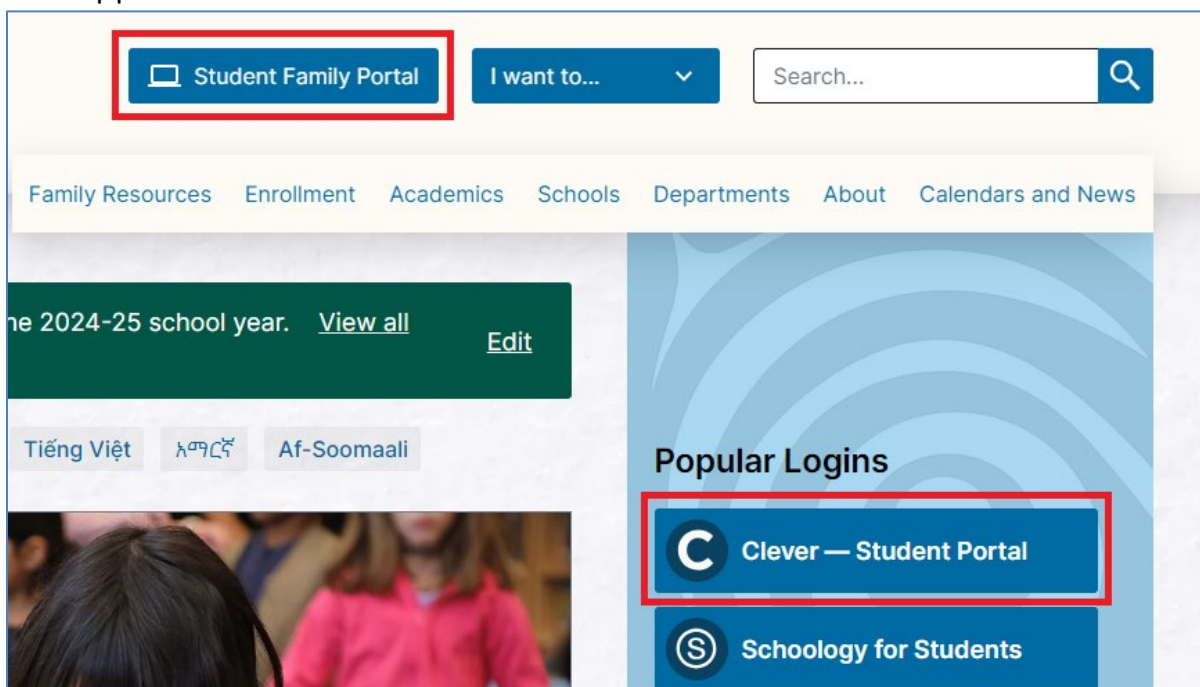 Student Family Portal
I want to...
Search...
Family Resources Enrollment Academics Schools Departments About Calendars and News
2024-25 school year. View all
Edit
Tiếng Việt አማርኛ Af-Soomaali
Popular Logins
C Clever — Student Portal
S Schoology for Students